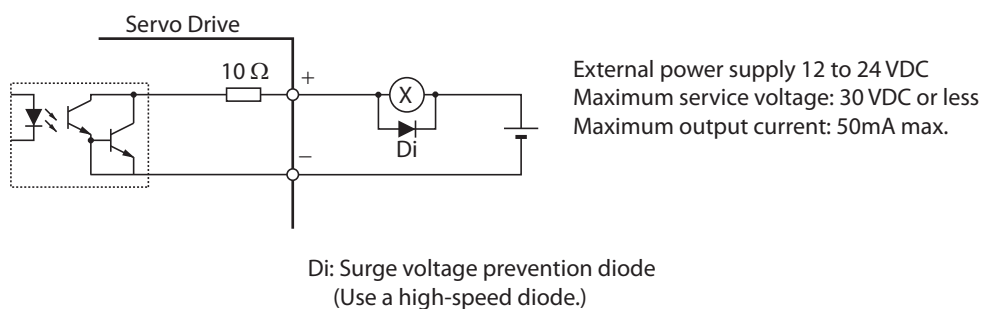 Servo Drive
10 Ω
+
X
Di
−
External power supply 12 to 24 VDC
Maximum service voltage: 30 VDC or less
Maximum output current: 50mA max.
Di: Surge voltage prevention diode
(Use a high-speed diode.)